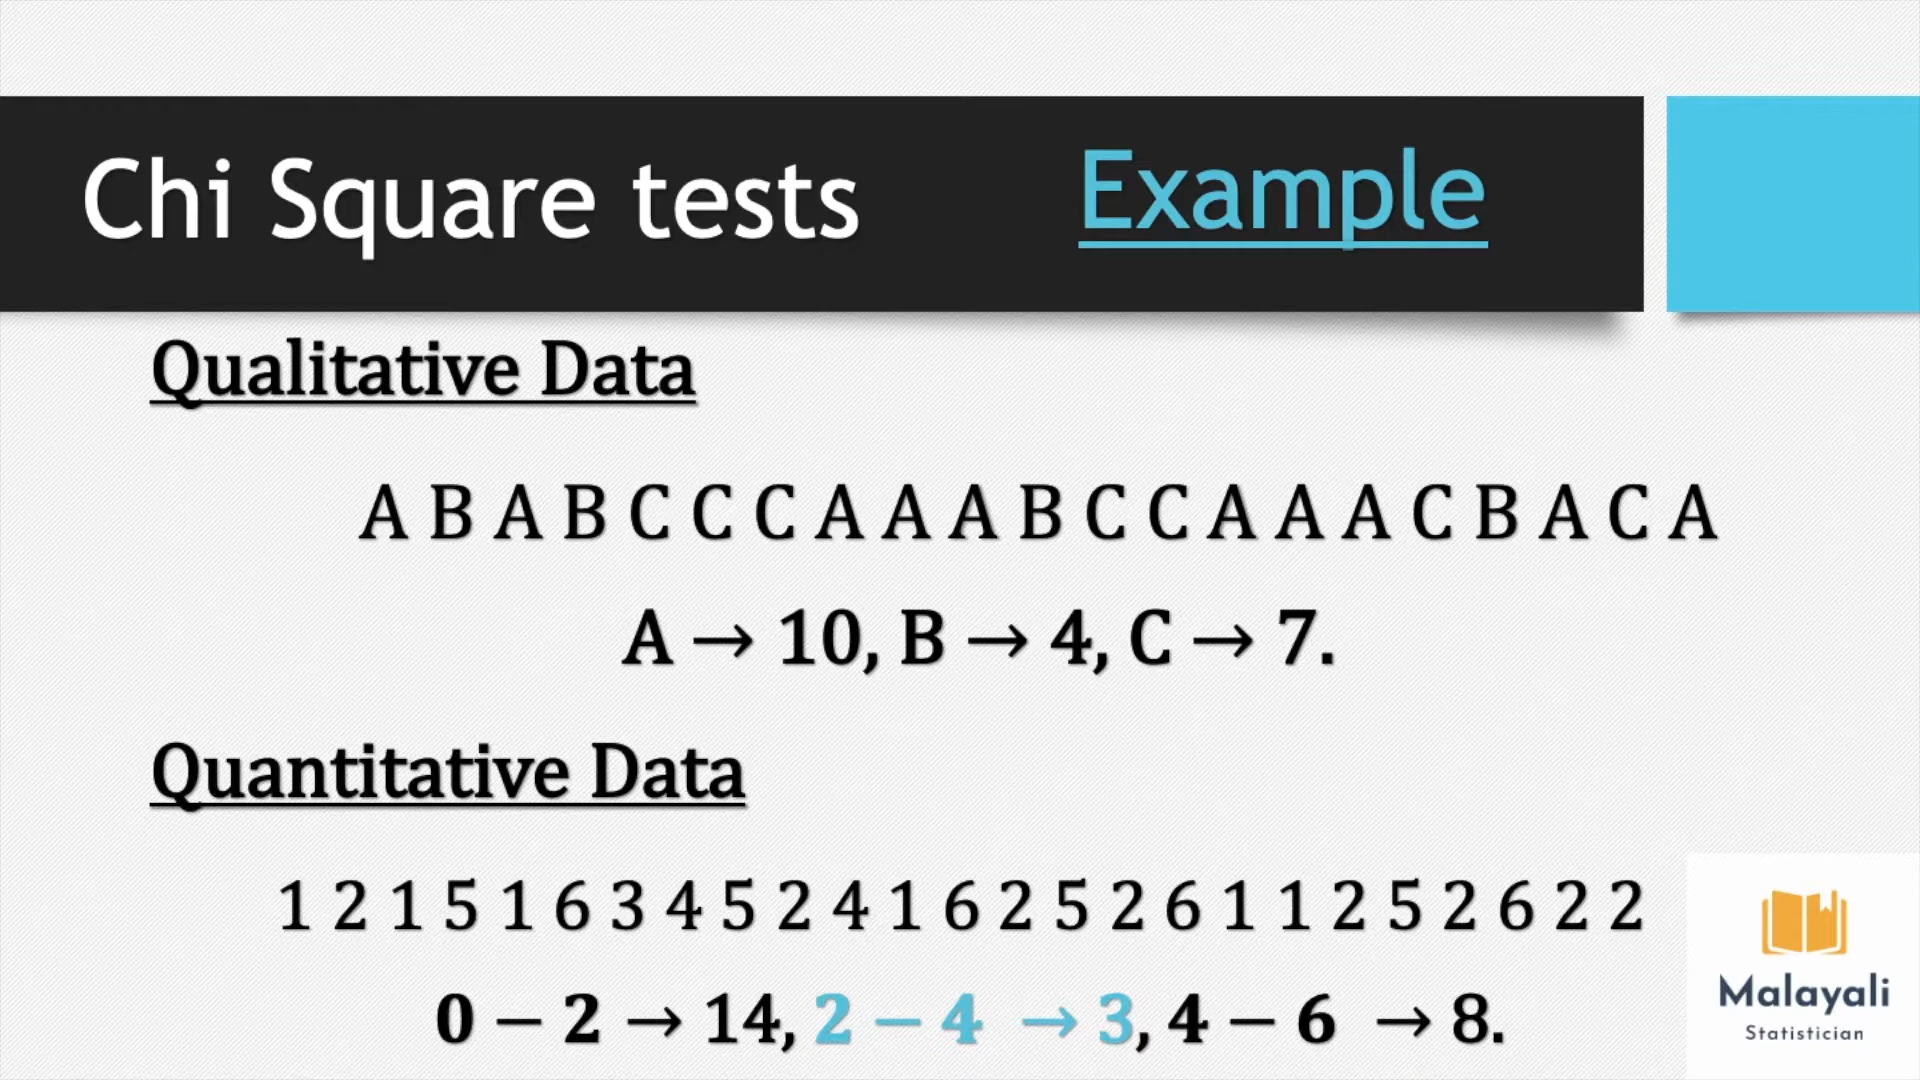 Chi Square tests
Example
Qualitative Data
A B A B C C C A A A B C C A A A C B A C A
A → 10, B → 4, C → 7.
Quantitative Data
1 2 1 5 1 6 3 4 5 2 4 1 6 2 5 2 6 1 1 2 5 2 6 2 2
0 – 2 → 14, 2 – 4 → 3, 4 – 6 → 8.
Malayali
Statistician